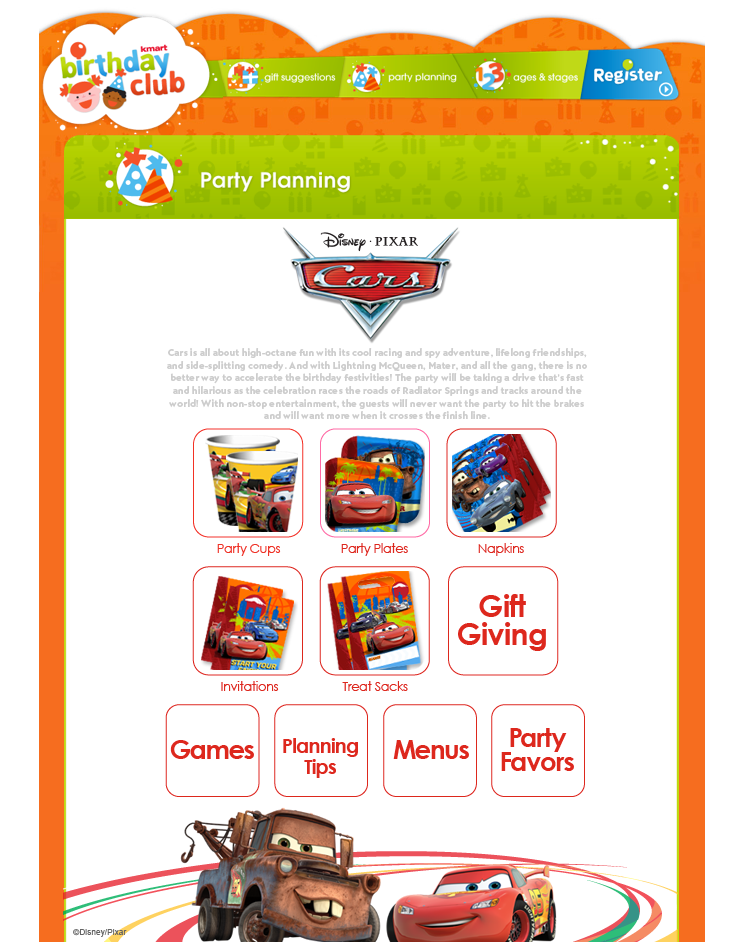 kmart
birthday
club
gift suggestions
party planning
1-2-3
ages & stages
Register
Party Planning
Disney · PIXAR
Cars
Cars is all about high-octane fun with its cool racing and spy adventure, lifelong friendships,
and side-splitting comedy. And with Lightning McQueen, Mater, and all the gang, there is no
better way to accelerate the birthday festivities! The party will be taking a drive that's fast
and hilarious as the celebration races the roads of Radiator Springs and tracks around the
world! With non-stop entertainment, the guests will never want the party to hit the brakes
and will want more when it crosses the finish line.
Party Cups
Party Plates
Napkins
START YOUR
Invitations
Treat Sacks
Gift
Giving
Games
Planning
Tips
Menus
Party
Favors
©Disney/Pixar